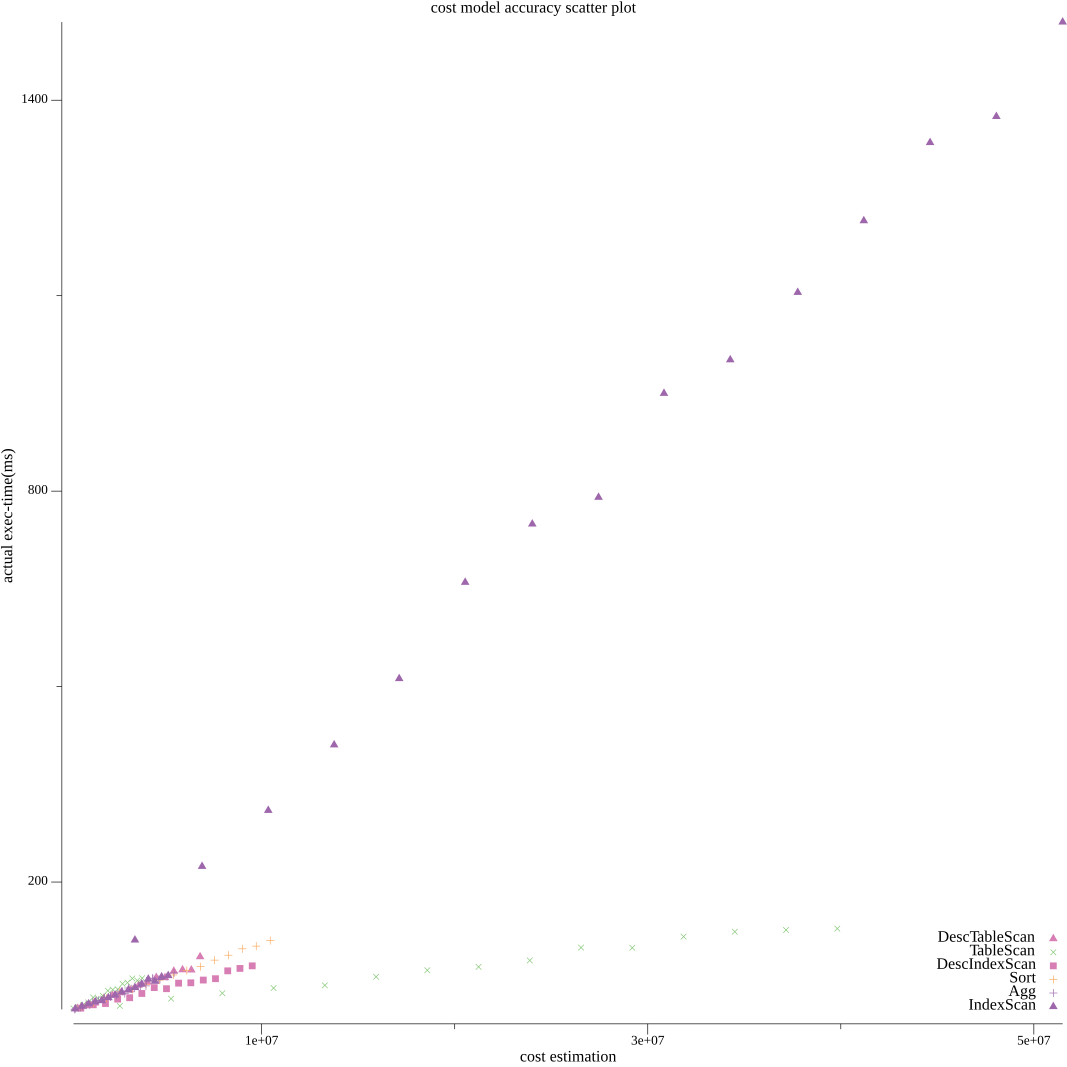 cost model accuracy scatter plot
1400
800
200
actual exec-time(ms)
DescTableScan
TableScan
DescIndexScan
Sort
Agg
IndexScan
1e+07
3e+07
5e+07
cost estimation